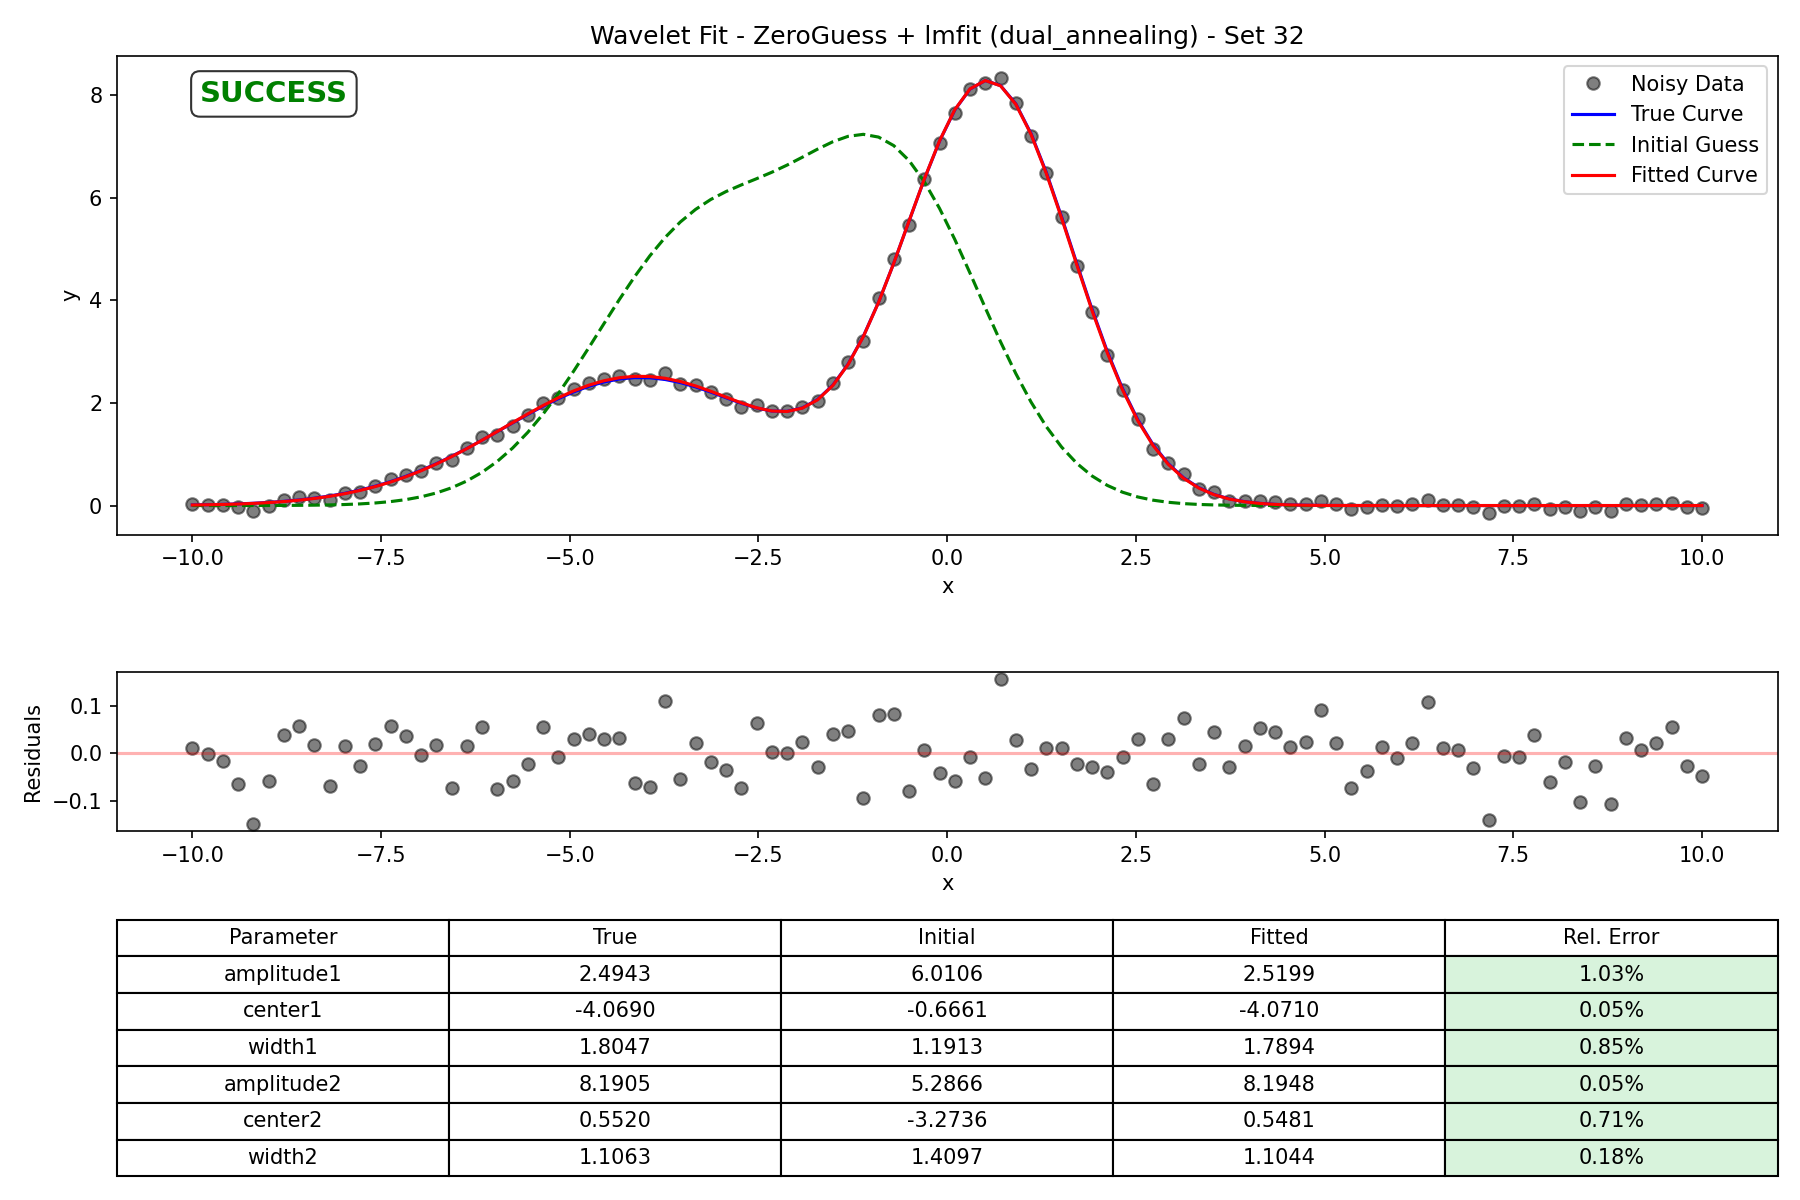 Wavelet Fit - ZeroGuess + lmfit (dual_annealing) - Set 32
SUCCESS
Noisy Data
True Curve
Initial Guess
Fitted Curve
y
8
6
4
2
0
−10.0 −7.5 −5.0 −2.5 0.0 2.5 5.0 7.5 10.0
x
Residuals
0.1
0.0
−0.1
−10.0 −7.5 −5.0 −2.5 0.0 2.5 5.0 7.5 10.0
x
Parameter True Initial Fitted Rel. Error
amplitude1 2.4943 6.0106 2.5199 1.03%
center1 -4.0690 -0.6661 -4.0710 0.05%
width1 1.8047 1.1913 1.7894 0.85%
amplitude2 8.1905 5.2866 8.1948 0.05%
center2 0.5520 -3.2736 0.5481 0.71%
width2 1.1063 1.4097 1.1044 0.18%